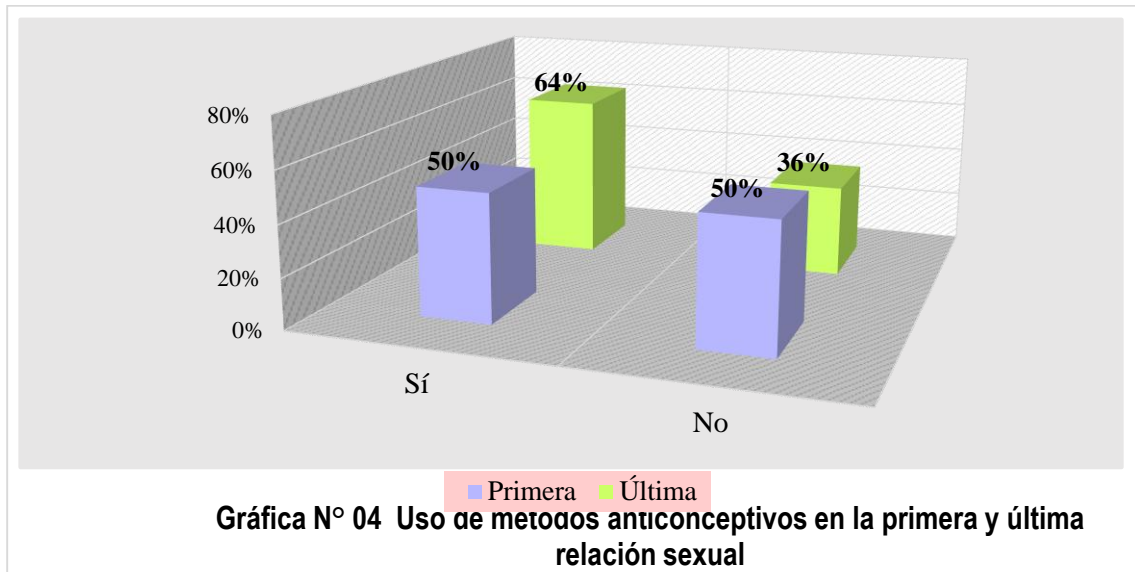 64%
80%
50%
36%
60%
50%
40%
20%
0%
Sí
No
Primera Última
Gráfica N° 04 Uso de métodos anticonceptivos en la primera y última
relación sexual